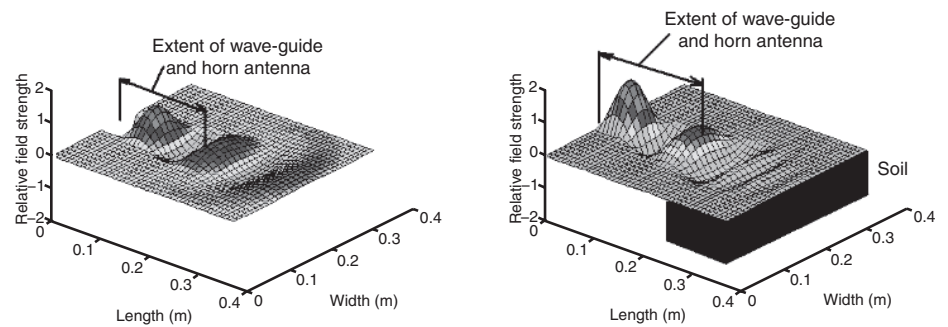 Extent of wave-guide
and horn antenna
Relative field strength
2
1
0
–1
–2
0
0.1
0.2
0.3
0.4
Length (m)
0
0.1
0.2
0.3
0.4
Width (m)
Extent of wave-guide
and horn antenna
Relative field strength
2
1
0
–1
–2
0
0.1
0.2
0.3
0.4
Length (m)
0
0.1
0.2
0.3
0.4
Width (m)
Soil